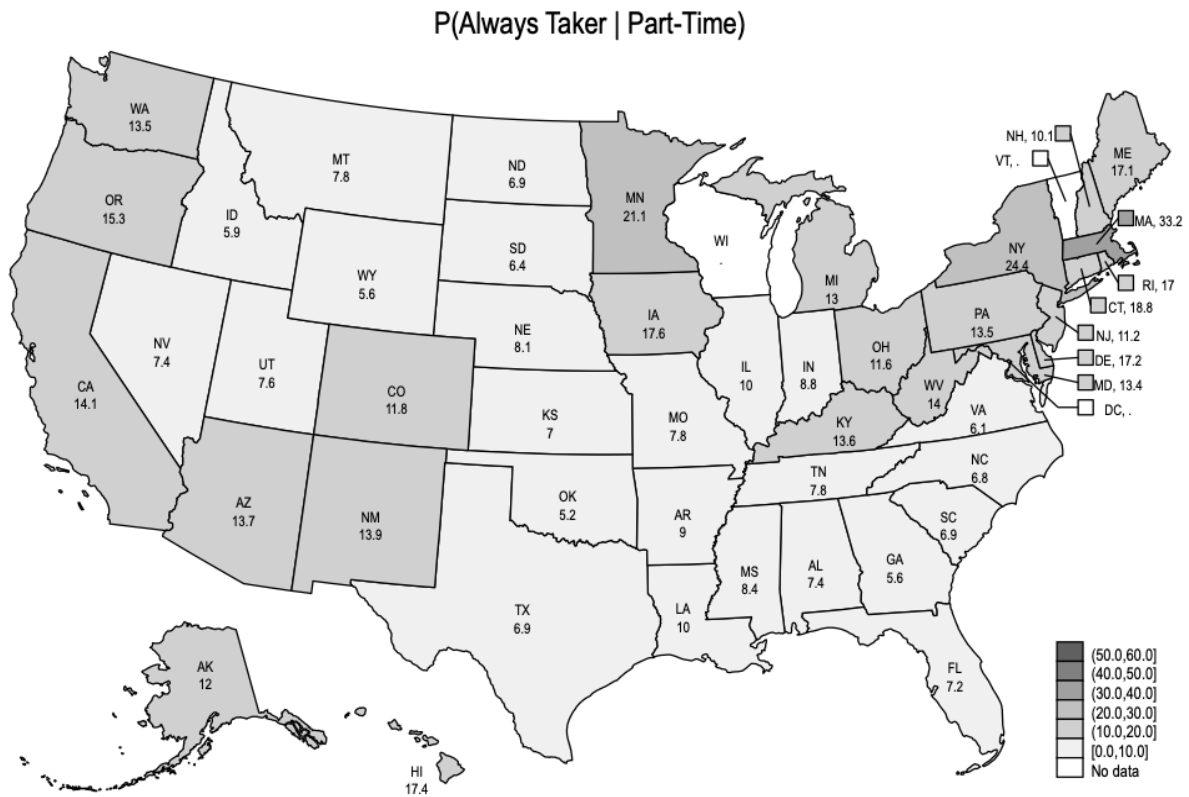 P(Always Taker | Part-Time)
WA
13.5
MT
7.8
ND
6.9
MN
21.1
NH, 10.1
VT, .
ME
17.1
OR
15.3
ID
5.9
SD
6.4
WI
.
MA, 33.2
WY
5.6
MI
13
NY
24.4
RI, 17
CT, 18.8
IA
17.6
PA
13.5
NJ, 11.2
NE
8.1
NV
7.4
UT
7.6
OH
11.6
DE, 17.2
IL
10
IN
8.8
MD, 13.4
CA
14.1
CO
11.8
WV
14
DC, .
KS
7
MO
7.8
KY
13.6
VA
6.1
NC
6.8
TN
7.8
AZ
13.7
NM
13.9
OK
5.2
AR
9
SC
6.9
MS
8.4
AL
7.4
GA
5.6
TX
6.9
LA
10
FL
7.2
AK
12
HI
17.4
(50.0,60.0]
(40.0,50.0]
(30.0,40.0]
(20.0,30.0]
(10.0,20.0]
[0.0,10.0]
No data